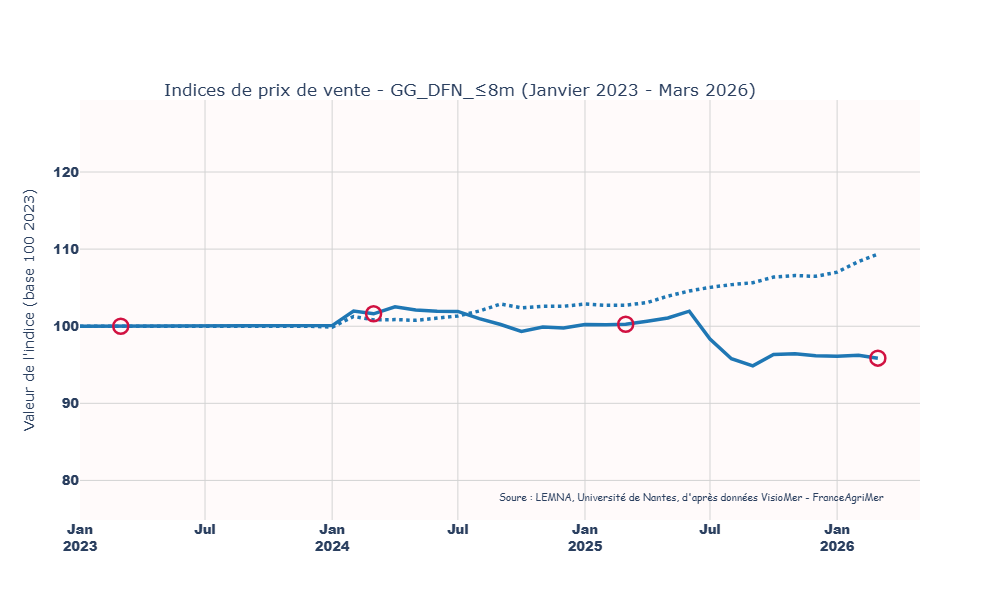 Indices de prix de vente - GG_DFN_≤8m (Janvier 2023 - Mars 2026)
Valeur de l'indice (base 100 2023)
120
110
100
90
80
Soure : LEMNA, Université de Nantes, d'après données VisioMer - FranceAgriMer
Jan Jul Jan Jul Jan Jul Jan
2023 2024 2025 2026